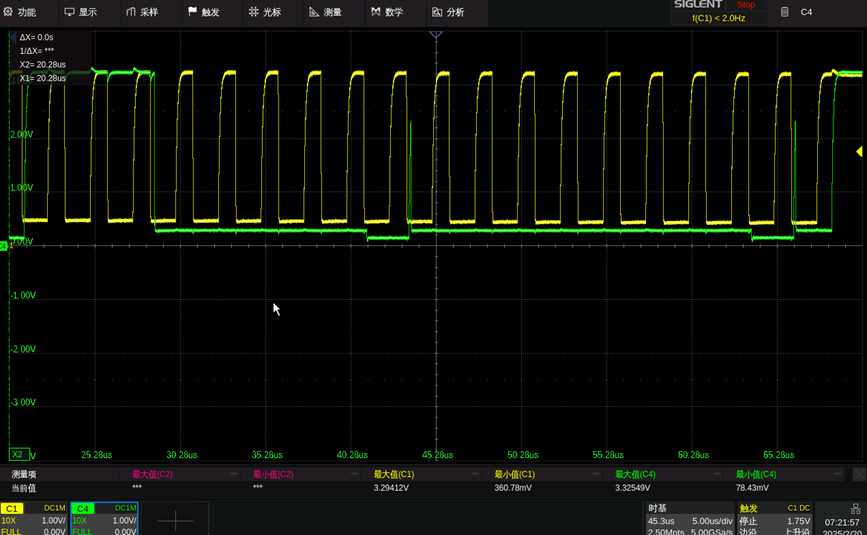 功能 显示 采样 触发 光标 测量 数学 分析 SIGLENT Stop C4
f(C1) < 2.0Hz
ΔX= 0.0s
1/ΔX= ***
X2= 20.28us
X1= 20.28us
2.00V
1.00V
0.00V
-1.00V
-2.00V
-3.00V
X2 V 25.28us 30.28us 35.28us 40.28us 45.28us 50.28us 55.28us 60.28us 65.28us
测量项 最大值(C2) 最小值(C2) 最大值(C1) 最小值(C1) 最大值(C4) 最小值(C4)
当前值 *** *** 3.29412V 360.78mV 3.32549V 78.43mV
C1 DC1M C4 DC1M 时基 触发 C1 DC
10X 1.00V/ 10X 1.00V/ 45.3us 5.00us/div 停止 1.75V 07:21:57
FULL 0.00V FULL 0.00V 2.50Mpts 5.00GSa/s 边沿 上升沿 2025/2/20